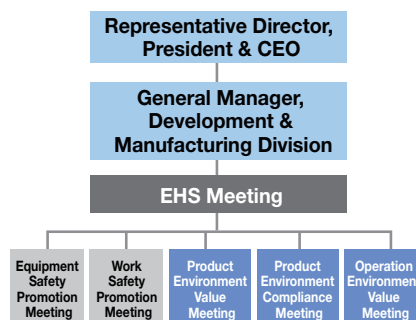 Representative Director,
President & CEO
General Manager,
Development &
Manufacturing Division
EHS Meeting
Equipment
Safety
Promotion
Meeting
Work
Safety
Promotion
Meeting
Product
Environment
Value
Meeting
Product
Environment
Compliance
Meeting
Operation
Environment
Value
Meeting